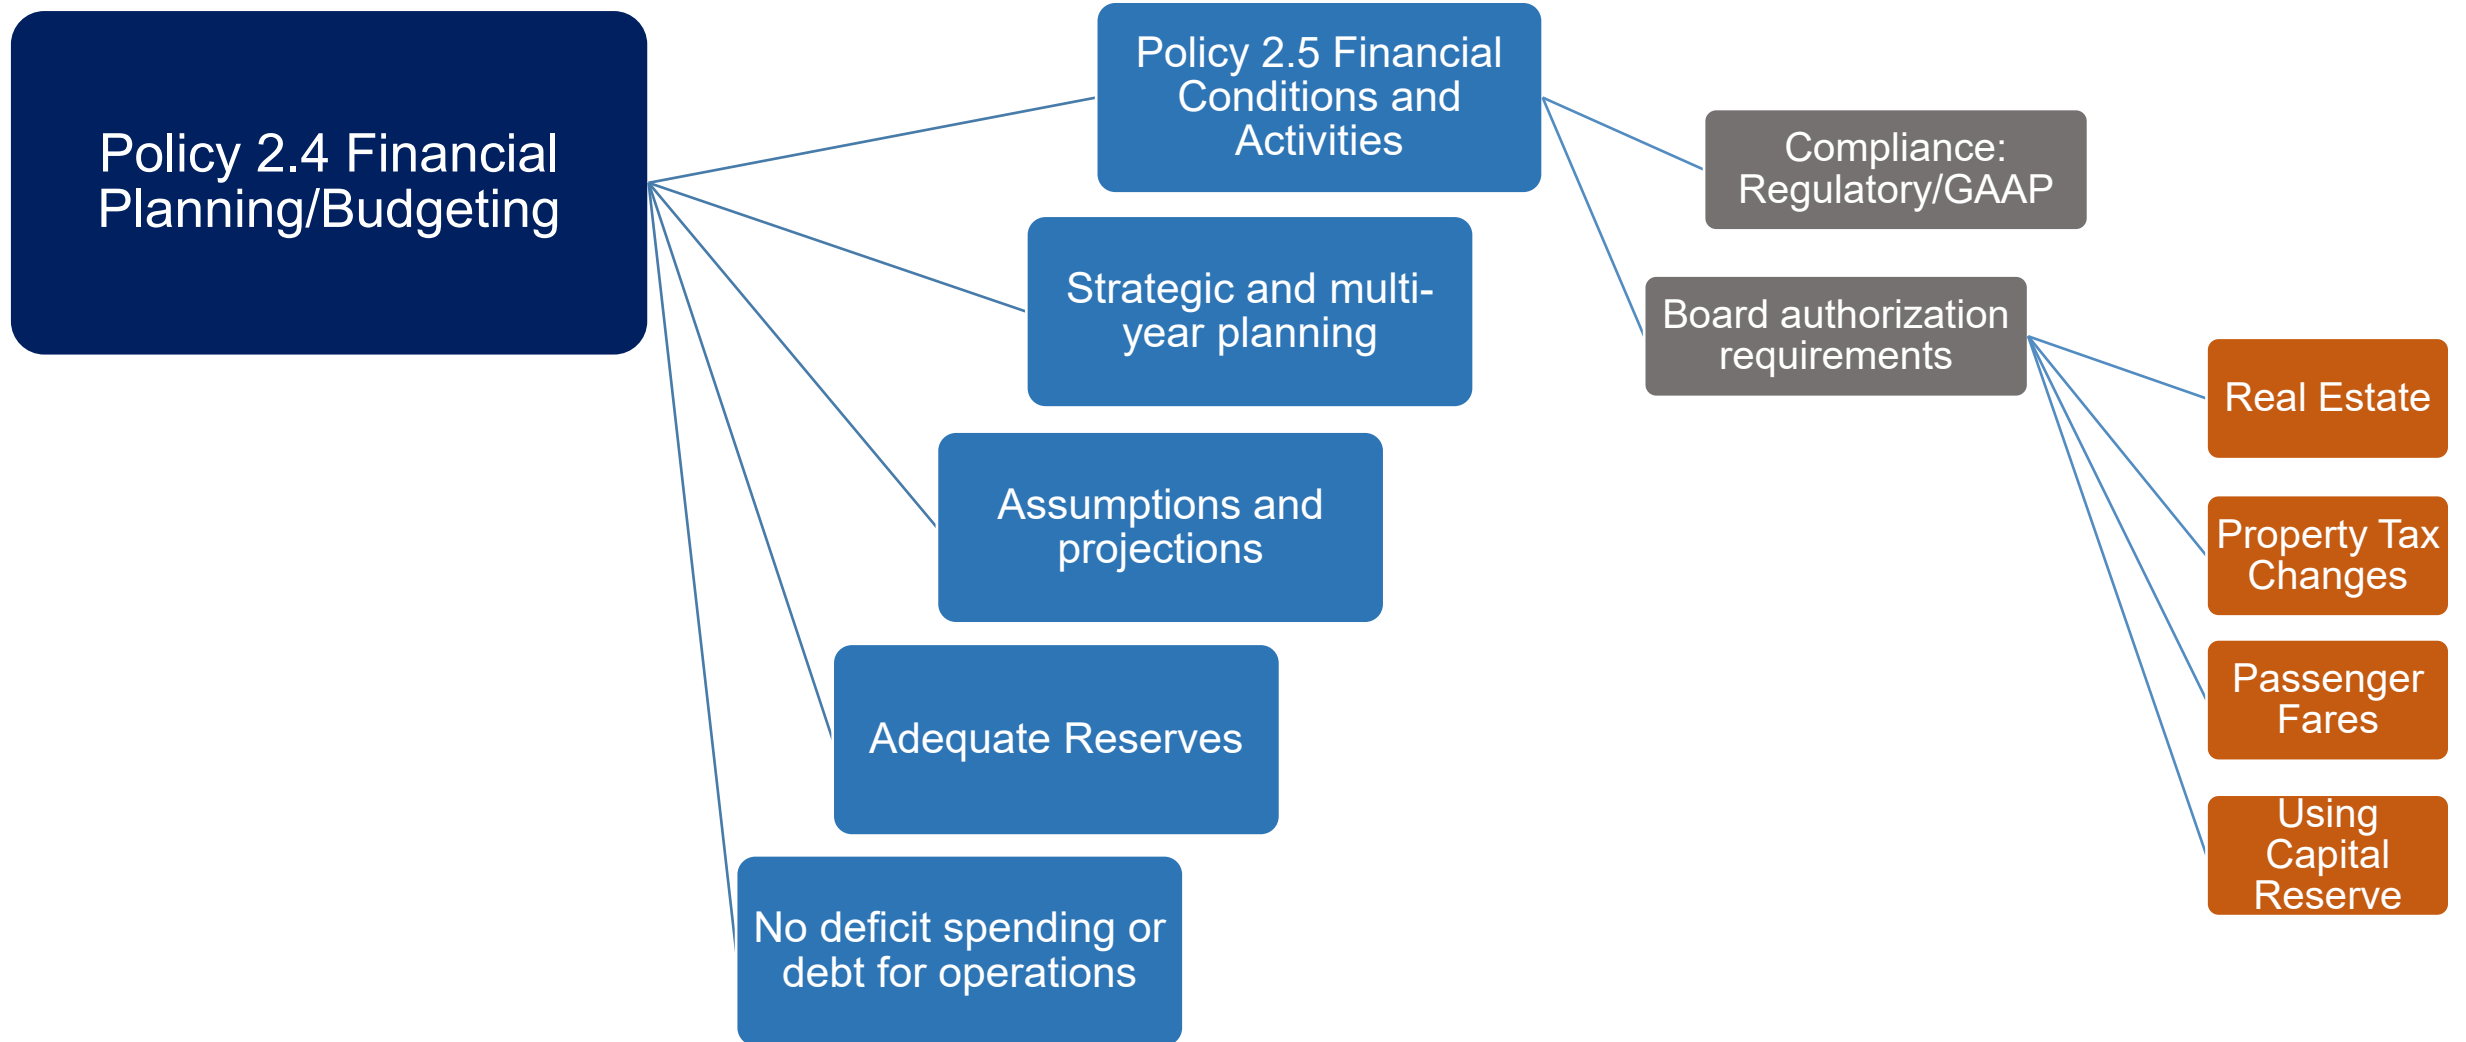 Policy 2.4 Financial
Planning/Budgeting
Policy 2.5 Financial
Conditions and
Activities
Strategic and multi-
year planning
Assumptions and
projections
Adequate Reserves
No deficit spending or
debt for operations
Compliance:
Regulatory/GAAP
Board authorization
requirements
Real Estate
Property Tax
Changes
Passenger
Fares
Using
Capital
Reserve